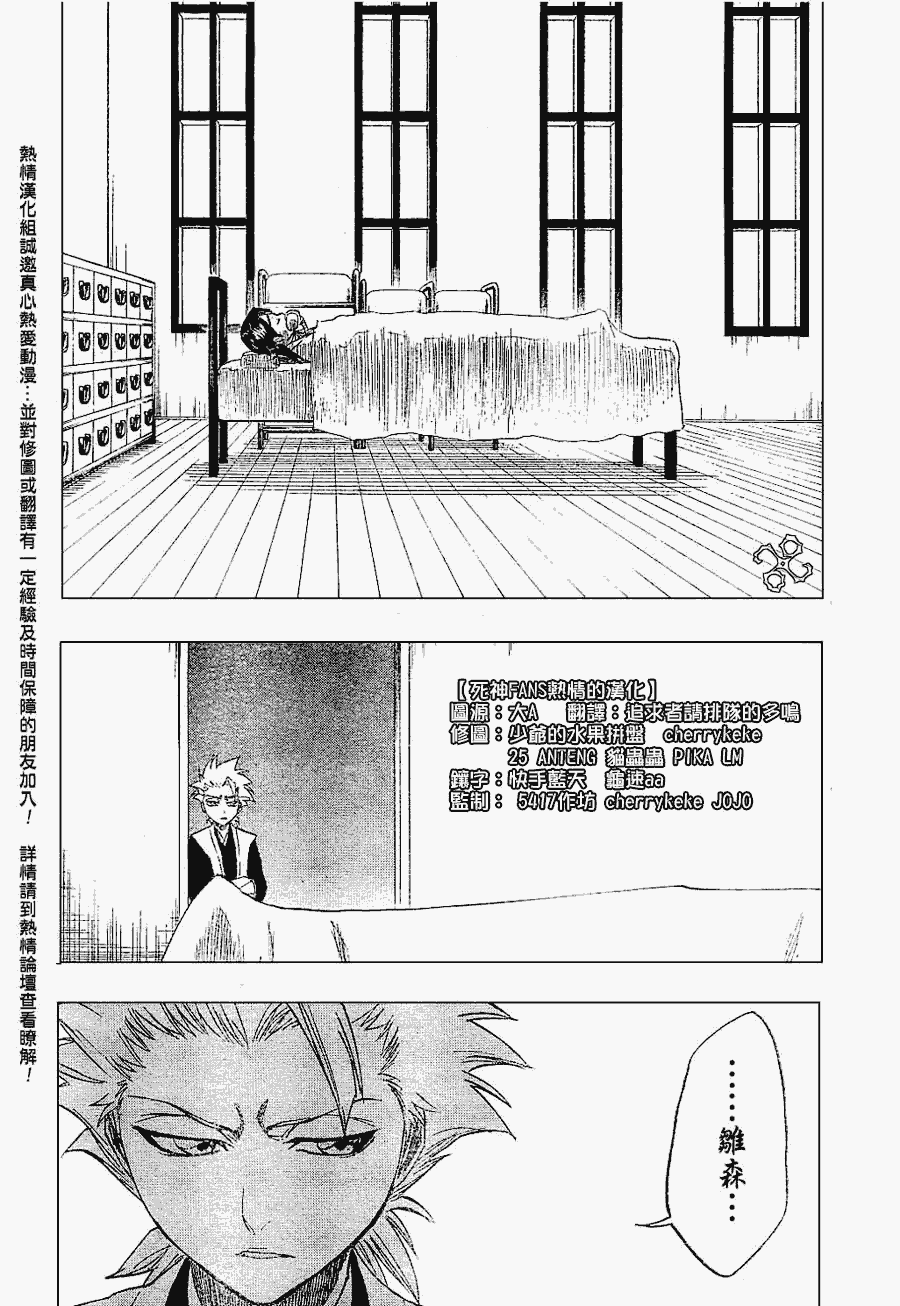 熱情漢化組誠邀真心熱愛動漫…並對修圖或翻譯有一定經驗及時間保障的朋友加入！ 詳情請到熱情論壇查看瞭解！
【死神FANS熱情的漢化】
圖源：大A 翻譯：追求者請排隊的多鳴
修圖：少爺的水果拼盤 cherrykeke
25 ANTENG 貓蟲蟲 PIKA LM
鑲字：快手藍天 龜速aa
監制： 5417作坊 cherrykeke JOJO
……雛森…